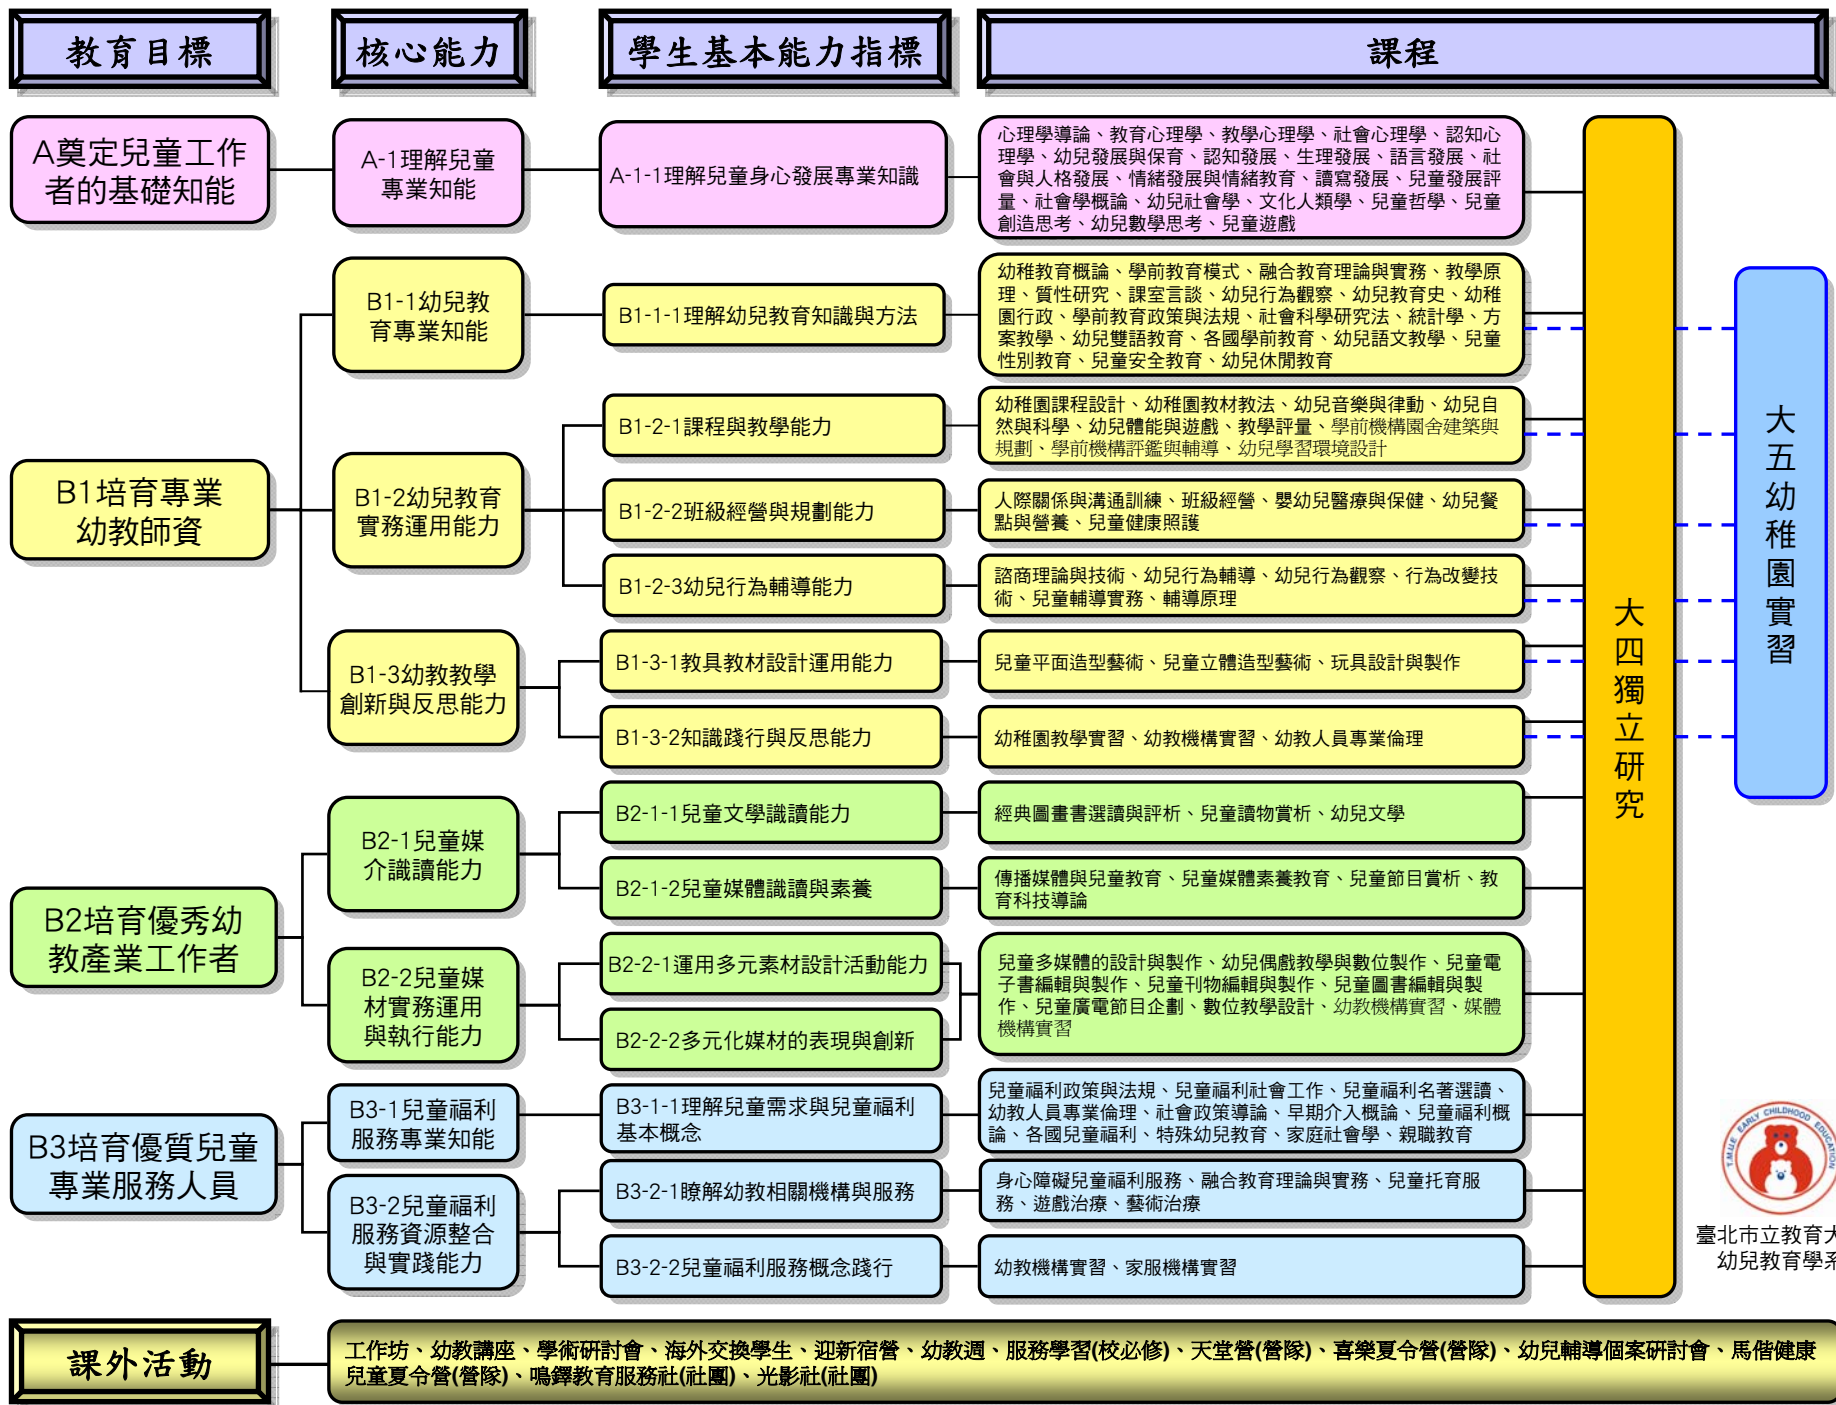 教育目標
核心能力
學生基本能力指標
課程
A奠定兒童工作
者的基礎知能
A-1理解兒童
專業知能
A-1-1理解兒童身心發展專業知識
心理學導論、教育心理學、教學心理學、社會心理學、認知心
理學、幼兒發展與保育、認知發展、生理發展、語言發展、社
會與人格發展、情緒發展與情緒教育、讀寫發展、兒童發展評
量、社會學概論、幼兒社會學、文化人類學、兒童哲學、兒童
創造思考、幼兒數學思考、兒童遊戲
B1培育專業
幼教師資
B1-1幼兒教
育專業知能
B1-1-1理解幼兒教育知識與方法
幼稚教育概論、學前教育模式、融合教育理論與實務、教學原
理、質性研究、課室言談、幼兒行為觀察、幼兒教育史、幼稚
園行政、學前教育政策與法規、社會科學研究法、統計學、方
案教學、幼兒雙語教育、各國學前教育、幼兒語文教學、兒童
性別教育、兒童安全教育、幼兒休閒教育
B1-2幼兒教育
實務運用能力
B1-2-1課程與教學能力
幼稚園課程設計、幼稚園教材教法、幼兒音樂與律動、幼兒自
然與科學、幼兒體能與遊戲、教學評量、學前機構園舍建築與
規劃、學前機構評鑑與輔導、幼兒學習環境設計
B1-2-2班級經營與規劃能力
人際關係與溝通訓練、班級經營、嬰幼兒醫療與保健、幼兒餐
點與營養、兒童健康照護
B1-2-3幼兒行為輔導能力
諮商理論與技術、幼兒行為輔導、幼兒行為觀察、行為改變技
術、兒童輔導實務、輔導原理
B1-3幼教教學
創新與反思能力
B1-3-1教具教材設計運用能力
兒童平面造型藝術、兒童立體造型藝術、玩具設計與製作
B1-3-2知識踐行與反思能力
幼稚園教學實習、幼教機構實習、幼教人員專業倫理
B2培育優秀幼
教產業工作者
B2-1兒童媒
介識讀能力
B2-1-1兒童文學識讀能力
經典圖畫書選讀與評析、兒童讀物賞析、幼兒文學
B2-1-2兒童媒體識讀與素養
傳播媒體與兒童教育、兒童媒體素養教育、兒童節目賞析、教
育科技導論
B2-2兒童媒
材實務運用
與執行能力
B2-2-1運用多元素材設計活動能力
B2-2-2多元化媒材的表現與創新
兒童多媒體的設計與製作、幼兒偶戲教學與數位製作、兒童電
子書編輯與製作、兒童刊物編輯與製作、兒童圖書編輯與製
作、兒童廣電節目企劃、數位教學設計、幼教機構實習、媒體
機構實習
B3培育優質兒童
專業服務人員
B3-1兒童福利
服務專業知能
B3-1-1理解兒童需求與兒童福利
基本概念
兒童福利政策與法規、兒童福利社會工作、兒童福利名著選讀、
幼教人員專業倫理、社會政策導論、早期介入概論、兒童福利概
論、各國兒童福利、特殊幼兒教育、家庭社會學、親職教育
B3-2兒童福利
服務資源整合
與實踐能力
B3-2-1瞭解幼教相關機構與服務
身心障礙兒童福利服務、融合教育理論與實務、兒童托育服
務、遊戲治療、藝術治療
B3-2-2兒童福利服務概念踐行
幼教機構實習、家服機構實習
大四獨立研究
大五幼稚園實習
T.M.U.E EARLY CHILDHOOD EDUCATION
臺北市立教育大
幼兒教育學系
課外活動
工作坊、幼教講座、學術研討會、海外交換學生、迎新宿營、幼教週、服務學習(校必修)、天堂營(營隊)、喜樂夏令營(營隊)、幼兒輔導個案研討會、馬偕健康
兒童夏令營(營隊)、鳴鐸教育服務社(社團)、光影社(社團)